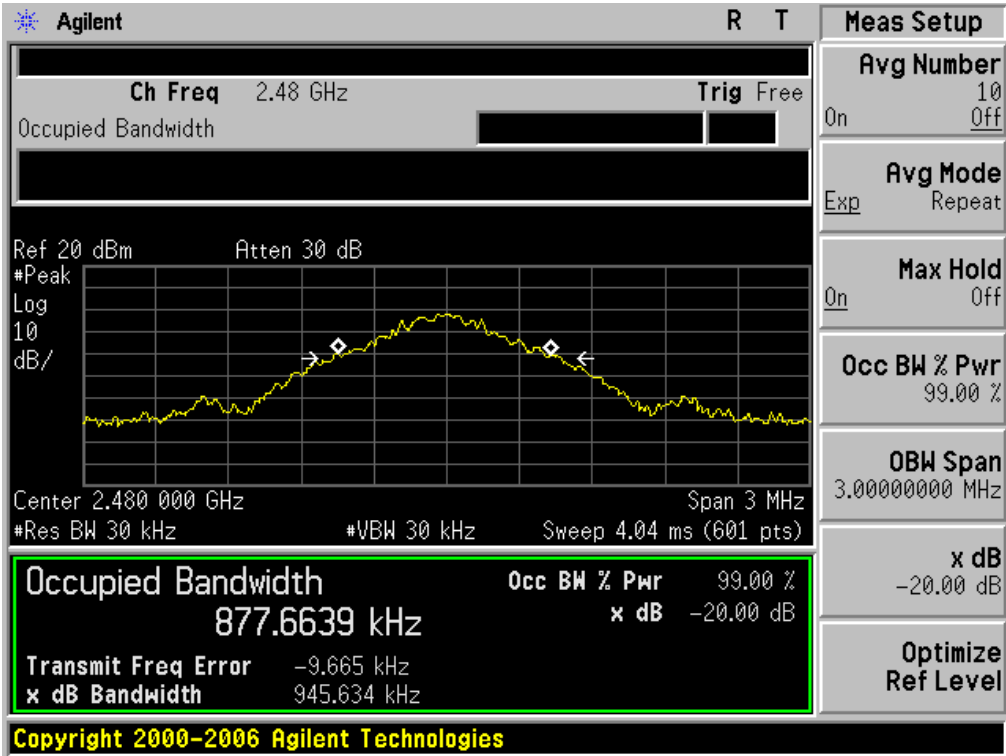 Agilent R T
Ch Freq 2.48 GHz Trig Free
Occupied Bandwidth
Ref 20 dBm Atten 30 dB
#Peak
Log
10
dB/
Center 2.480 000 GHz Span 3 MHz
#Res BW 30 kHz #VBW 30 kHz Sweep 4.04 ms (601 pts)
Occupied Bandwidth Occ BW % Pwr 99.00 %
877.6639 kHz x dB -20.00 dB
Transmit Freq Error -9.665 kHz
x dB Bandwidth 945.634 kHz
Copyright 2000-2006 Agilent Technologies
Meas Setup
Avg Number
10
On Off
Avg Mode
Exp Repeat
Max Hold
On Off
Occ BW % Pwr
99.00 %
OBW Span
3.00000000 MHz
x dB
-20.00 dB
Optimize
Ref Level